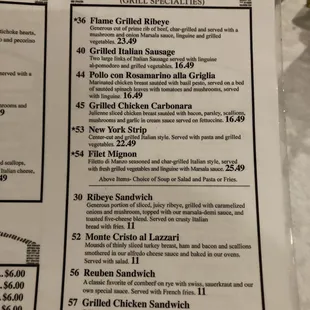 (GRILL SPECIALTIES)
*36 Flame Grilled Ribeye
Generous cut of prime rib of beef, char-grilled and served with a
mushroom and onion Marsala sauce, linguine and grilled
vegetables. 23.49
40 Grilled Italian Sausage
Two large links of Italian Sausage served with linguine
al-pomodoro and grilled vegetables. 16.49
44 Pollo con Rosamarino alla Griglia
Marinated chicken breast sautéed with basil pesto, served on a bed
of sautéed spinach leaves with tomatoes and mushrooms, served
with linguine. 16.49
45 Grilled Chicken Carbonara
Julienne sliced chicken breast sautéed with bacon, parsley, scallions,
mushrooms and garlic in cream sauce served on fettuccine. 16.49
*53 New York Strip
Center-cut and grilled Italian style. Served with pasta and grilled
vegetables. 22.49
*54 Filet Mignon
Filetto di Manzo seasoned and char-grilled Italian style, served
with fresh grilled vegetables and linguine with Marsala sauce. 25.49
Above Items- Choice of Soup or Salad and Pasta or Fries.
30 Ribeye Sandwich
Generous portion of sliced, juicy ribeye, grilled with caramelized
onions and mushroom, topped with our marsala-demi sauce, and
toasted five-cheese blend. Served on crusty Italian
bread with fries. 11
52 Monte Cristo al Lazzari
Mounds of thinly sliced turkey breast, ham and bacon and scallions
smothered in our alfredo cheese sauce and baked in our ovens.
Served with salad. 11
56 Reuben Sandwich
A classic favorite of corned beef on rye with swiss, sauerkraut and our
own special sauce. Served with French fries. 11
57 Grilled Chicken Sandwich
$6.00
$6.00
$6.00
$6.00